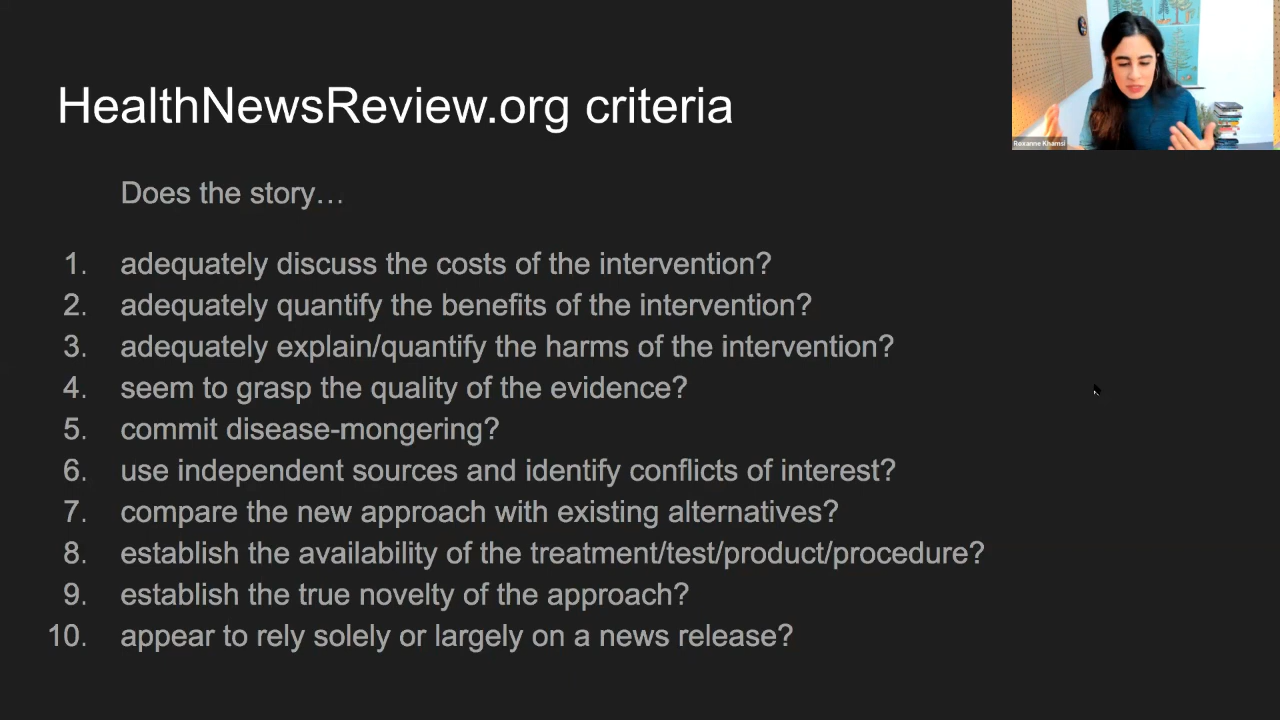 HealthNewsReview.org criteria
Roxanne Khamsi
Does the story…
1. adequately discuss the costs of the intervention?
2. adequately quantify the benefits of the intervention?
3. adequately explain/quantify the harms of the intervention?
4. seem to grasp the quality of the evidence?
5. commit disease-mongering?
6. use independent sources and identify conflicts of interest?
7. compare the new approach with existing alternatives?
8. establish the availability of the treatment/test/product/procedure?
9. establish the true novelty of the approach?
10. appear to rely solely or largely on a news release?